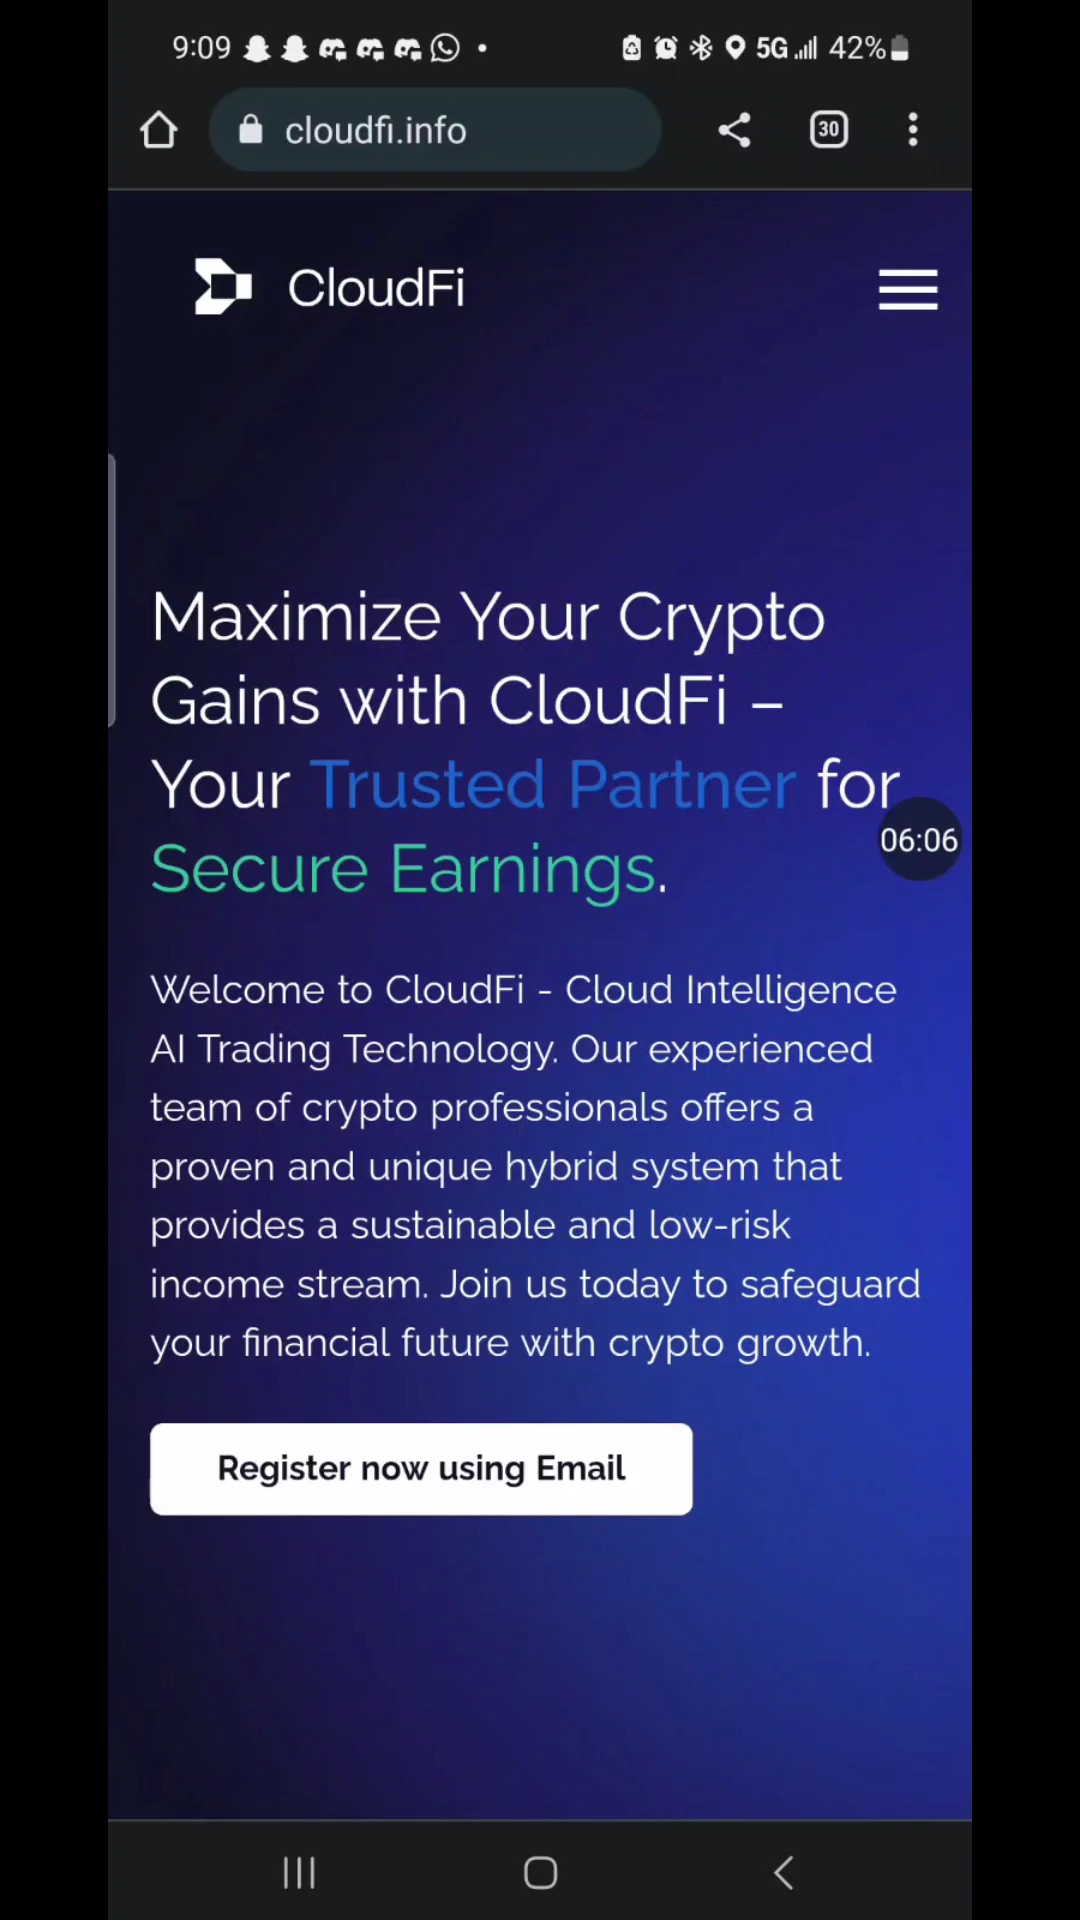 9:09
5G 42%
cloudfi.info
30
CloudFi
Maximize Your Crypto
Gains with CloudFi –
Your Trusted Partner for
06:06
Secure Earnings.
Welcome to CloudFi - Cloud Intelligence
AI Trading Technology. Our experienced
team of crypto professionals offers a
proven and unique hybrid system that
provides a sustainable and low-risk
income stream. Join us today to safeguard
your financial future with crypto growth.
Register now using Email